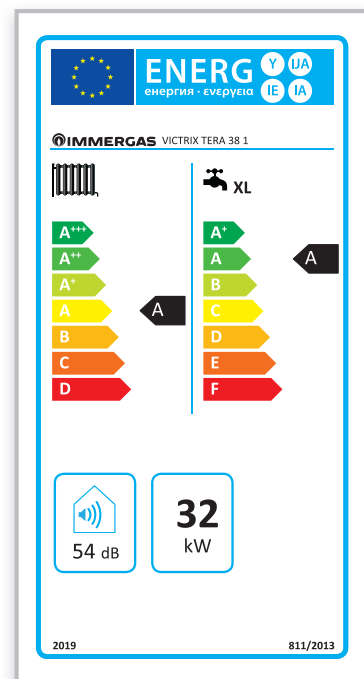 ENERG
енергия · ενεργεια
Y IJA
IE IA
IMMERGAS VICTRIX TERA 38 1
XL
A+++
A++
A+
A
B
C
D
A
A+
A
B
C
D
E
F
A
54 dB
32
kW
2019
811/2013